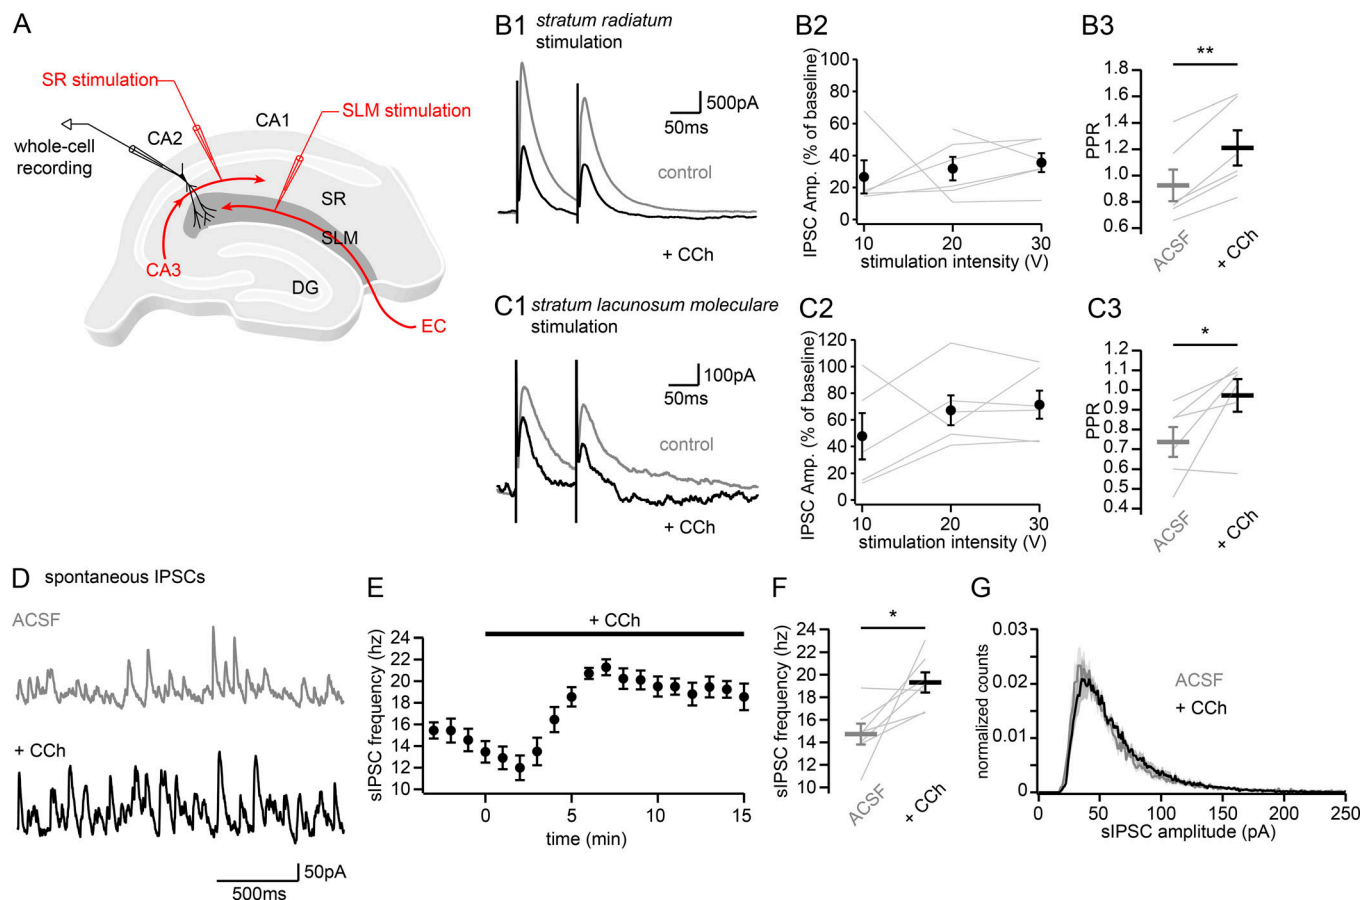 A
SR stimulation
SLM stimulation
CA1
CA2
whole-cell
recording
SR
SLM
CA3
DG
EC
B1 stratum radiatum
stimulation
500pA
50ms
control
+ CCh
B2
IPSC Amp. (% of baseline)
100
80
60
40
20
0
10
20
30
stimulation intensity (V)
B3
**
PPR
1.8
1.6
1.4
1.2
1.0
0.8
0.6
ACSF
+ CCh
C1 stratum lacunosum moleculare
stimulation
100pA
50ms
control
+ CCh
C2
IPSC Amp. (% of baseline)
120
100
80
60
40
20
0
10
20
30
stimulation intensity (V)
C3
*
PPR
1.2
1.1
1.0
0.9
0.8
0.7
0.6
0.5
0.4
ACSF
+ CCh
D spontaneous IPSCs
ACSF
+ CCh
50pA
500ms
E
+ CCh
sIPSC frequency (hz)
24
22
20
18
16
14
12
10
0
5
10
15
time (min)
F
*
sIPSC frequency (hz)
24
22
20
18
16
14
12
10
ACSF
+ CCh
G
normalized counts
0.03
0.02
0.01
0
ACSF
+ CCh
0
50
100
150
200
250
sIPSC amplitude (pA)